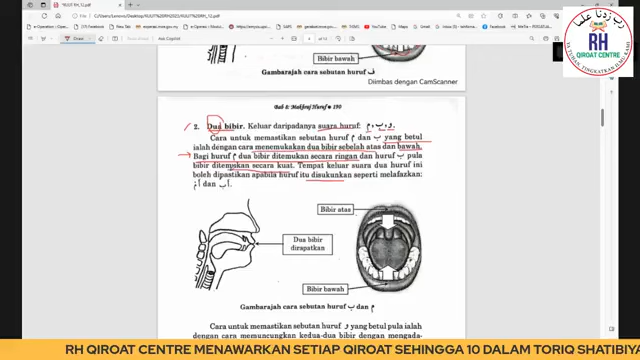 Bibir bawah
Gambarajah cara sebutan huruf ف
Diimbas dengan CamScanner
RH
QIROAT CENTRE
Bab 8: Makhraj Huruf • 190
2. Dua bibir. Keluar daripadanya suara huruf: و , ب , م
Cara untuk memastikan sebutan huruf م dan ب yang betul
ialah dengan cara menemukakan dua bibir sebelah atas dan bawah.
Bagi huruf م dua bibir ditemukan secara ringan dan huruf ب pula
bibir ditempskan secara kuat. Tempat keluar suara dua huruf ini
boleh dipastikan apabila huruf itu disukunkan seperti melafazkan:
أَمْ dan أَبْ
Bibir atas
Dua bibir
dirapatkan
Bibir bawah
Gambarajah cara sebutan huruf ب dan م
Cara untuk memastikan sebutan huruf و yang betul pula ialah
dengan cara memuncungkan kedua-dua bibir dengan mengada-
RH QIROAT CENTRE MENAWARKAN SETIAP QIROAT SEHINGGA 10 DALAM TORIQ SHATIBIYA